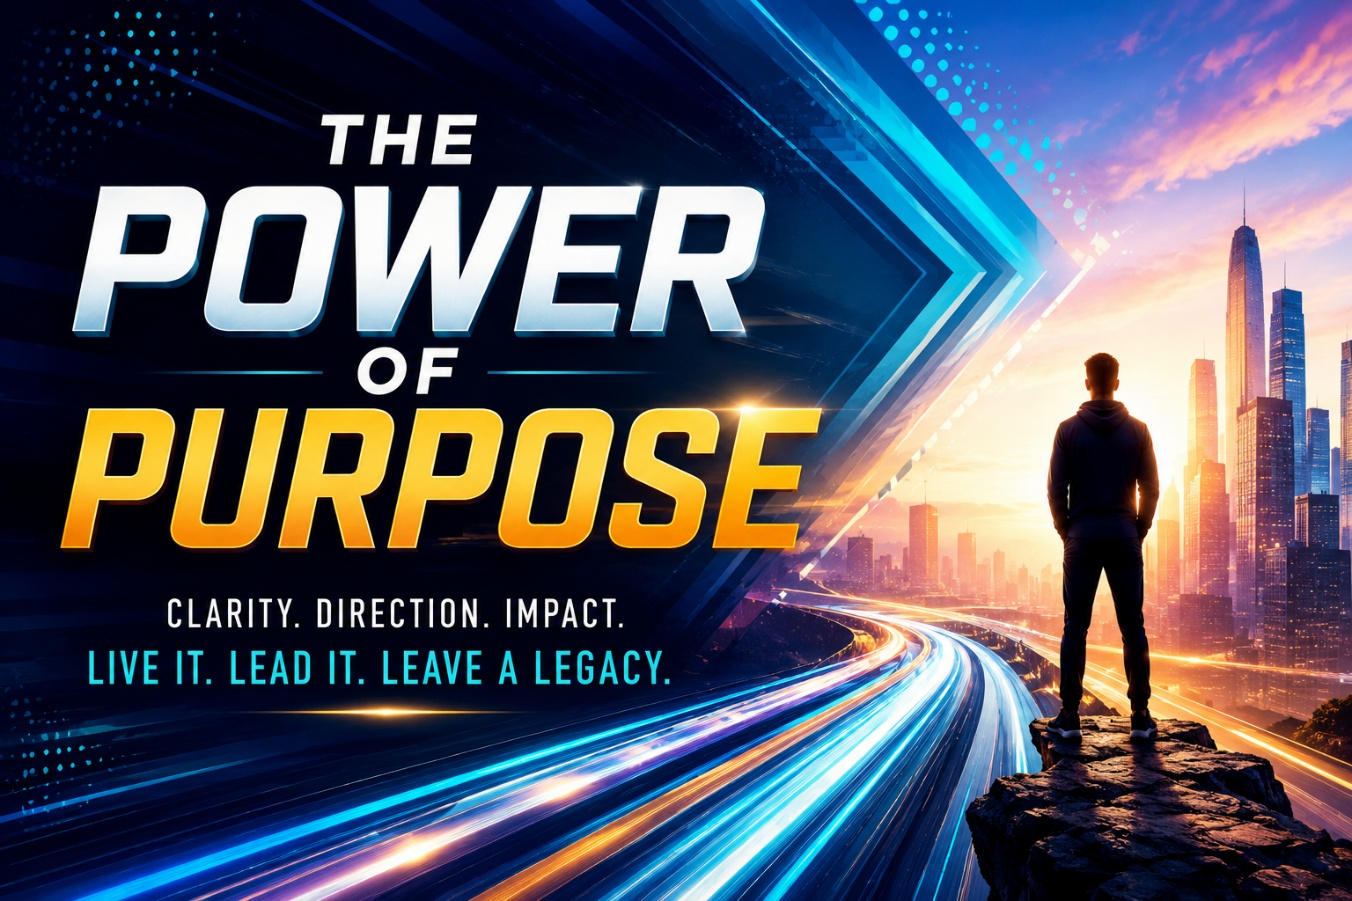 THE
POWER
OF
PURPOSE
CLARITY. DIRECTION. IMPACT.
LIVE IT. LEAD IT. LEAVE A LEGACY.